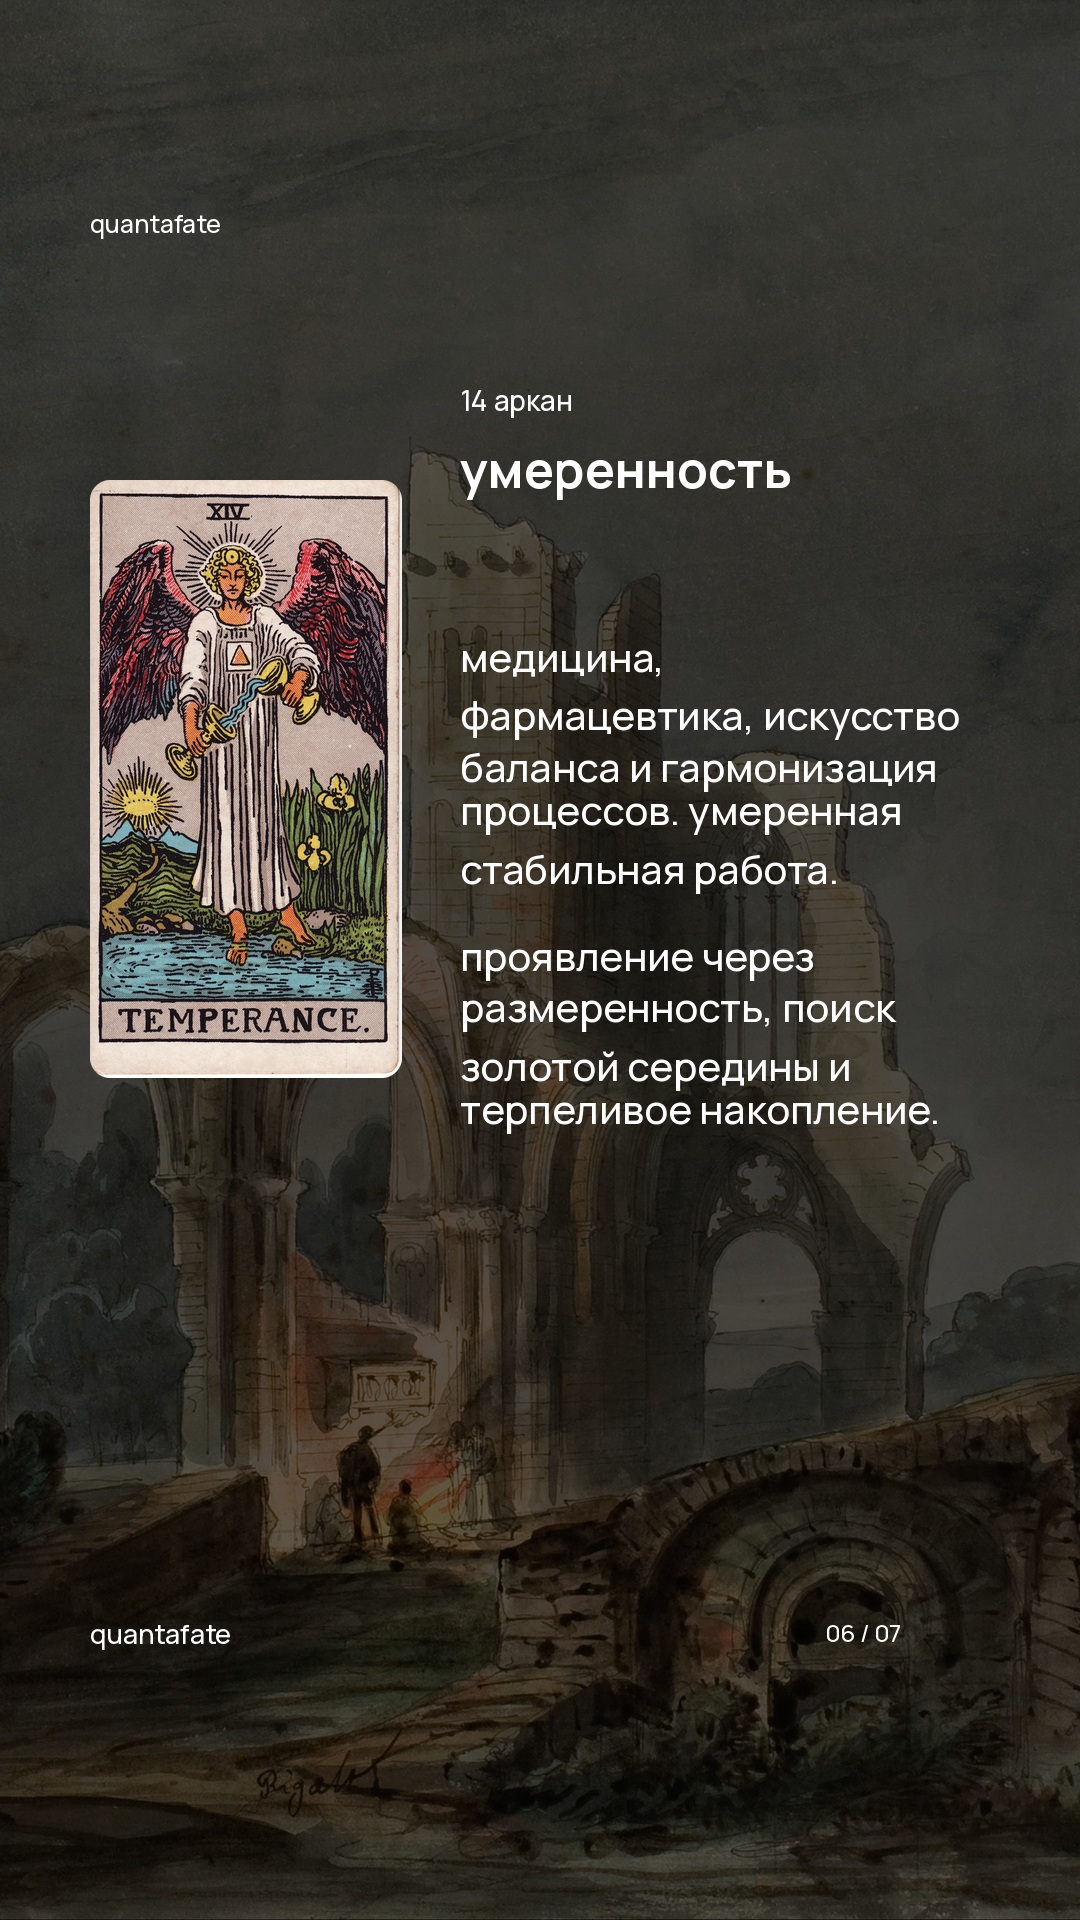 quantafate
14 аркан
умеренность
XIV
TEMPERANCE.
медицина,
фармацевтика, искусство
баланса и гармонизация
процессов. умеренная
стабильная работа.
проявление через
размеренность, поиск
золотой середины и
терпеливое накопление.
quantafate
06 / 07